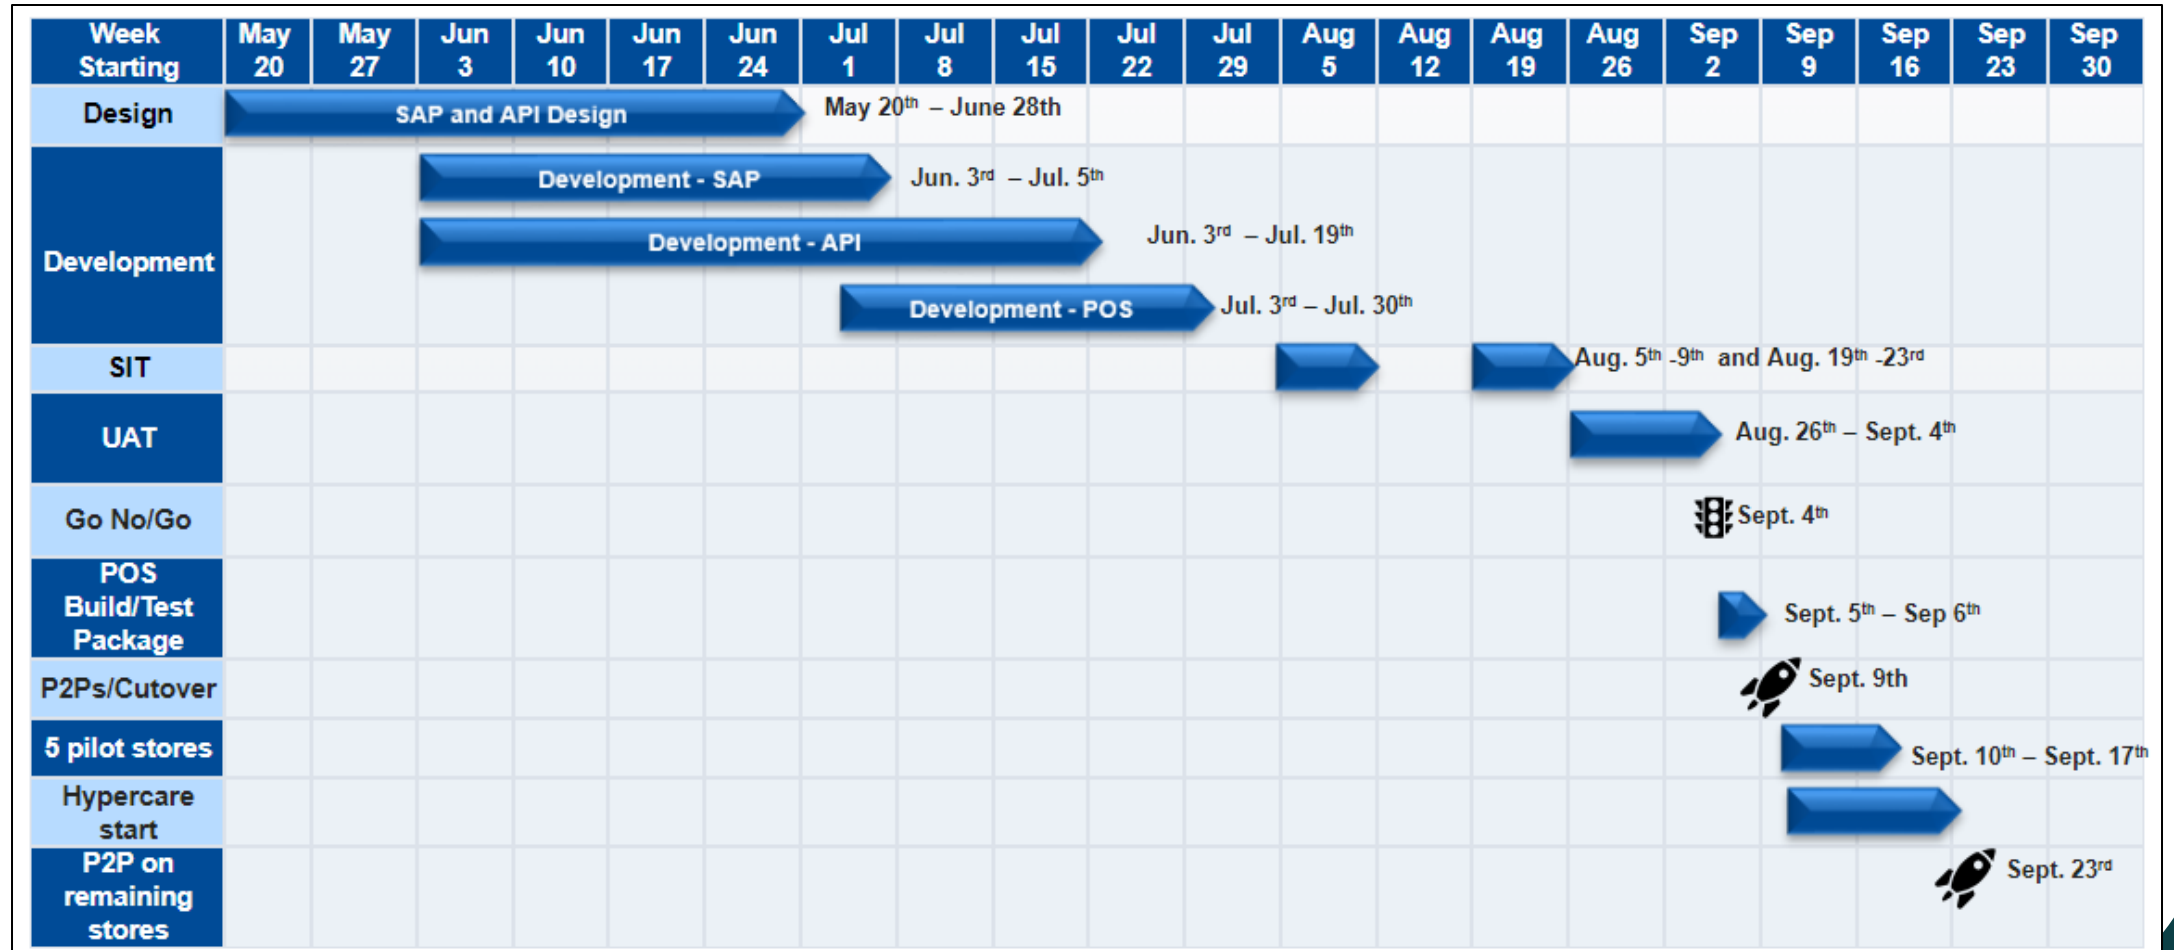 Week Starting May 20 May 27 Jun 3 Jun 10 Jun 17 Jun 24 Jul 1 Jul 8 Jul 15 Jul 22 Jul 29 Aug 5 Aug 12 Aug 19 Aug 26 Sep 2 Sep 9 Sep 16 Sep 23 Sep 30
Design SAP and API Design May 20th – June 28th
Development
Development - SAP Jun. 3rd – Jul. 5th
Development - API Jun. 3rd – Jul. 19th
Development - POS Jul. 3rd – Jul. 30th
SIT Aug. 5th -9th and Aug. 19th -23rd
UAT Aug. 26th – Sept. 4th
Go No/Go Sept. 4th
POS
Build/Test
Package
Sept. 5th – Sep 6th
P2Ps/Cutover Sept. 9th
5 pilot stores Sept. 10th – Sept. 17th
Hypercare
start
P2P on
remaining
stores
Sept. 23rd